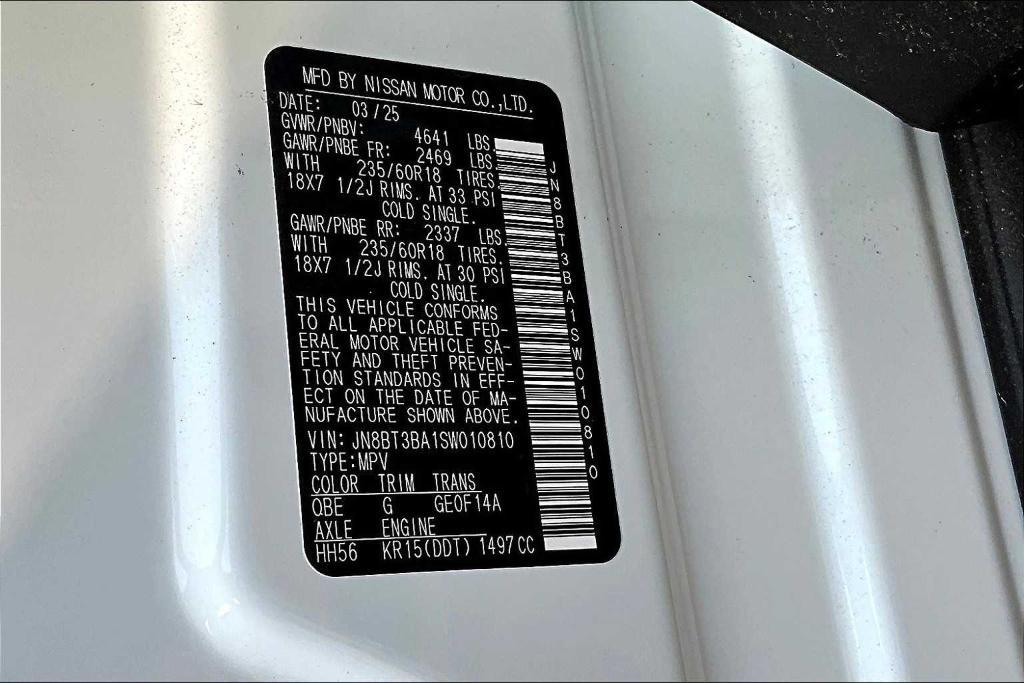 MFD BY NISSAN MOTOR CO.,LTD.
DATE: 03/25
GVWR/PNBV: 4641 LBS
GAWR/PNBE FR: 2469 LBS
WITH 235/60R18 TIRES.
18X7 1/2J RIMS. AT 33 PSI
COLD SINGLE.
GAWR/PNBE RR: 2337 LBS.
WITH 235/60R18 TIRES.
18X7 1/2J RIMS. AT 30 PSI
COLD SINGLE.
THIS VEHICLE CONFORMS
TO ALL APPLICABLE FED-
ERAL MOTOR VEHICLE SA-
FETY AND THEFT PREVEN-
TION STANDARDS IN EFF-
ECT ON THE DATE OF MA-
NUFACTURE SHOWN ABOVE.
VIN: JN8BT3BA1SW010810
TYPE:MPV
COLOR TRIM TRANS
QBE G GE0F14A
AXLE ENGINE
HH56 KR15(DDT) 1497CC
JN8BT3BA1SW010810